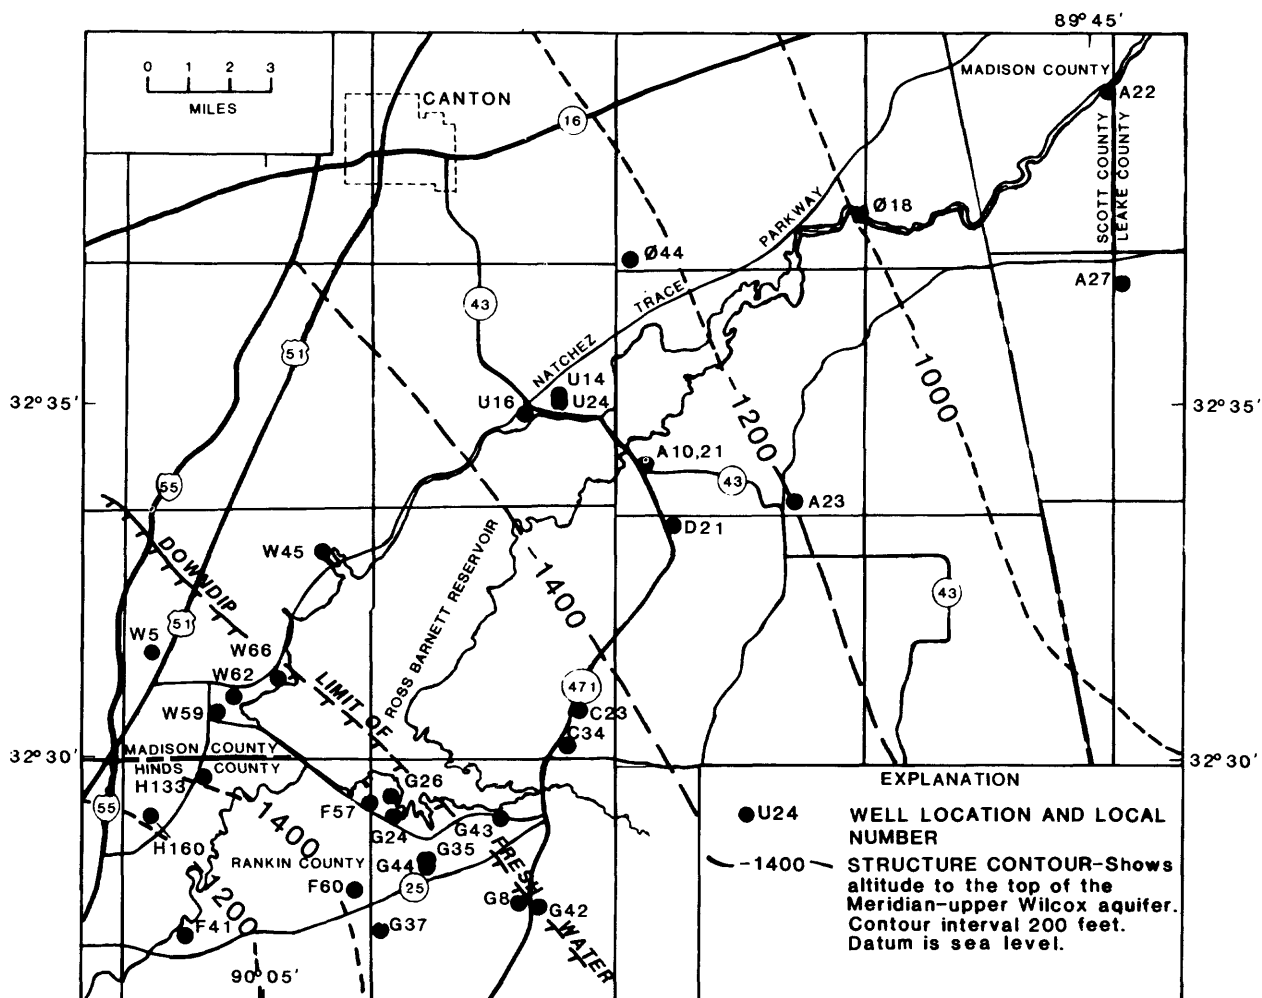 89°45'
0 1 2 3
MILES
CANTON
16
MADISON COUNTY
A22
SCOTT COUNTY
LEAKE COUNTY
Ø18
PARKWAY
Ø44
A27
TRACE
43
51
NATCHEZ
1000
U14
32°35'
U16
U24
32°35'
1200
A10,21
43
55
A23
D21
ROSS BARNETT RESERVOIR
W45
DOWNDIP
1400
43
51
W5
W66
W62
LIMIT OF
471
W59
C23
C34
MADISON COUNTY
32°30'
32°30'
HINDS COUNTY
H133
G26
EXPLANATION
55
1400
F57
G24
G43
U24 WELL LOCATION AND LOCAL
NUMBER
H160
G35
RANKIN COUNTY
G44
FRESH
-1400 STRUCTURE CONTOUR-Shows
altitude to the top of the
Meridian-upper Wilcox aquifer.
Contour interval 200 feet.
Datum is sea level.
25
F60
1200
G8
G42
F41
G37
WATER
90°05'